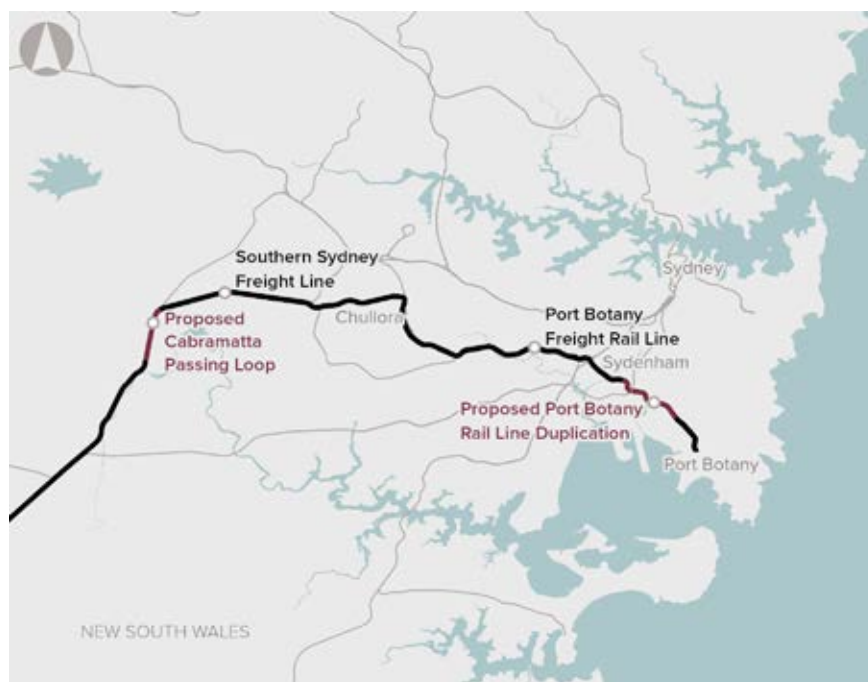 Southern Sydney
Freight Line
Sydney
Proposed
Cabramatta
Passing Loop
Chullora
Port Botany
Freight Rail Line
Sydenham
Proposed Port Botany
Rail Line Duplication
Port Botany
NEW SOUTH WALES